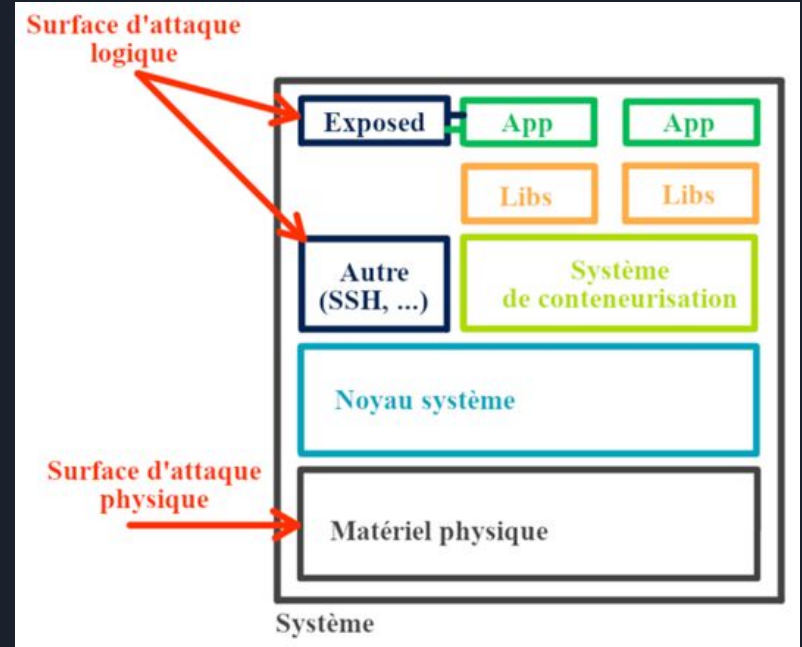 Surface d'attaque
logique
Exposed
App
App
Libs
Libs
Autre
(SSH, ...)
Système
de conteneurisation
Noyau système
Surface d'attaque
physique
Matériel physique
Système